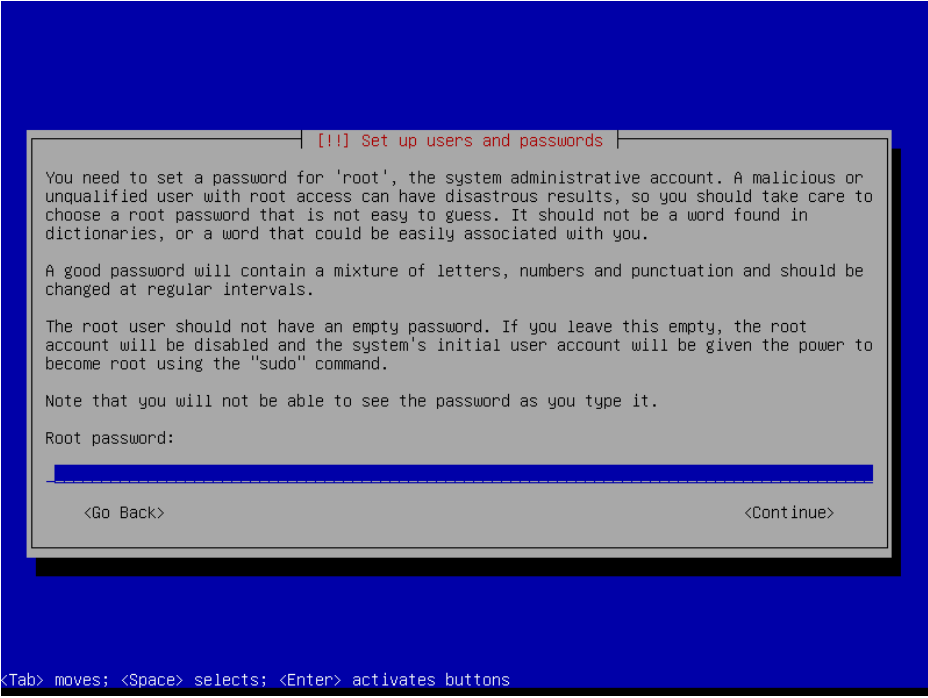 [!!] Set up users and passwords
You need to set a password for 'root', the system administrative account. A malicious or
unqualified user with root access can have disastrous results, so you should take care to
choose a root password that is not easy to guess. It should not be a word found in
dictionaries, or a word that could be easily associated with you.
A good password will contain a mixture of letters, numbers and punctuation and should be
changed at regular intervals.
The root user should not have an empty password. If you leave this empty, the root
account will be disabled and the system's initial user account will be given the power to
become root using the "sudo" command.
Note that you will not be able to see the password as you type it.
Root password:
<Go Back> <Continue>
<Tab> moves; <Space> selects; <Enter> activates buttons